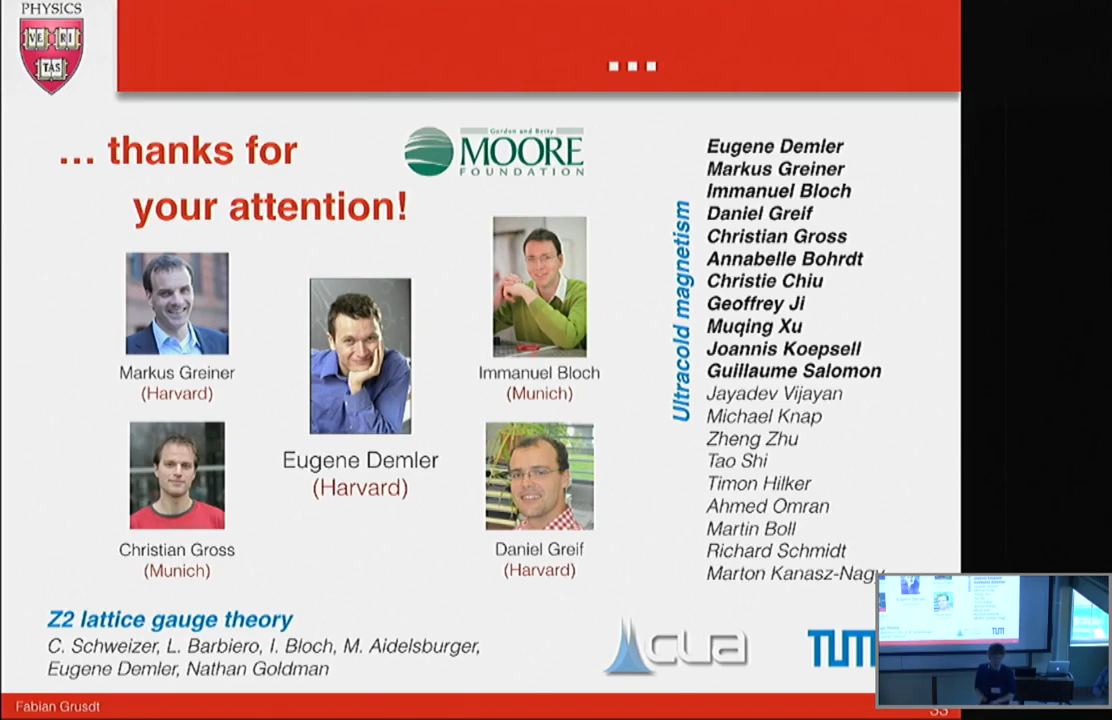 PHYSICS
VE RI
TAS
...
... thanks for
your attention!
Gordon and Betty
MOORE
FOUNDATION
Markus Greiner
(Harvard)
Eugene Demler
(Harvard)
Immanuel Bloch
(Munich)
Christian Gross
(Munich)
Daniel Greif
(Harvard)
Ultracold magnetism
Eugene Demler
Markus Greiner
Immanuel Bloch
Daniel Greif
Christian Gross
Annabelle Bohrdt
Christie Chiu
Geoffrey Ji
Muqing Xu
Joannis Koepsell
Guillaume Salomon
Jayadev Vijayan
Michael Knap
Zheng Zhu
Tao Shi
Timon Hilker
Ahmed Omran
Martin Boll
Richard Schmidt
Marton Kanasz-Nagy
Z2 lattice gauge theory
C. Schweizer, L. Barbiero, I. Bloch, M. Aidelsburger,
Eugene Demler, Nathan Goldman
cua
TUM
Fabian Grusdt
33